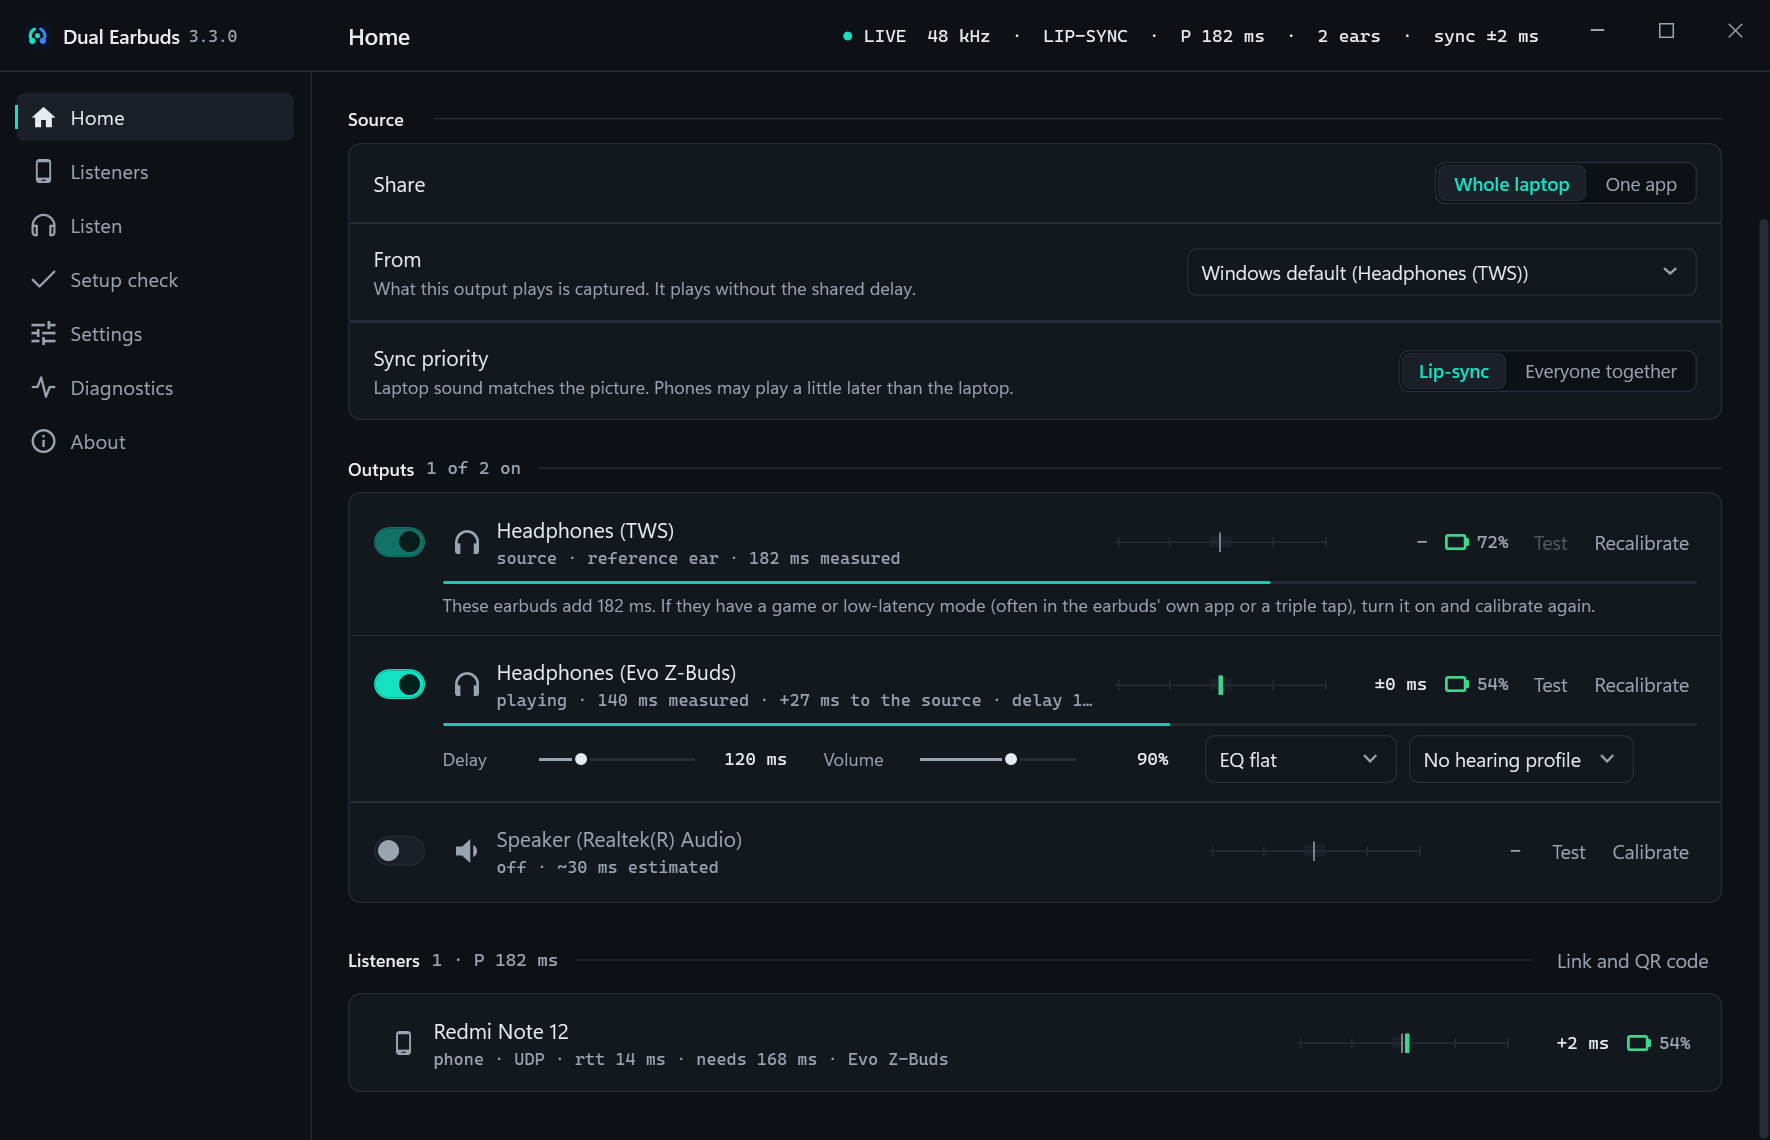 Dual Earbuds 3.3.0
Home
LIVE 48 kHz · LIP-SYNC · P 182 ms · 2 ears · sync ±2 ms
Home
Listeners
Listen
Setup check
Settings
Diagnostics
About
Source
Share
Whole laptop
One app
From
What this output plays is captured. It plays without the shared delay.
Windows default (Headphones (TWS))
Sync priority
Laptop sound matches the picture. Phones may play a little later than the laptop.
Lip-sync
Everyone together
Outputs 1 of 2 on
Headphones (TWS)
source · reference ear · 182 ms measured
– 72% Test Recalibrate
These earbuds add 182 ms. If they have a game or low-latency mode (often in the earbuds' own app or a triple tap), turn it on and calibrate again.
Headphones (Evo Z-Buds)
playing · 140 ms measured · +27 ms to the source · delay 1…
±0 ms 54% Test Recalibrate
Delay 120 ms Volume 90% EQ flat No hearing profile
Speaker (Realtek(R) Audio)
off · ~30 ms estimated
– Test Calibrate
Listeners 1 · P 182 ms
Link and QR code
Redmi Note 12
phone · UDP · rtt 14 ms · needs 168 ms · Evo Z-Buds
+2 ms 54%